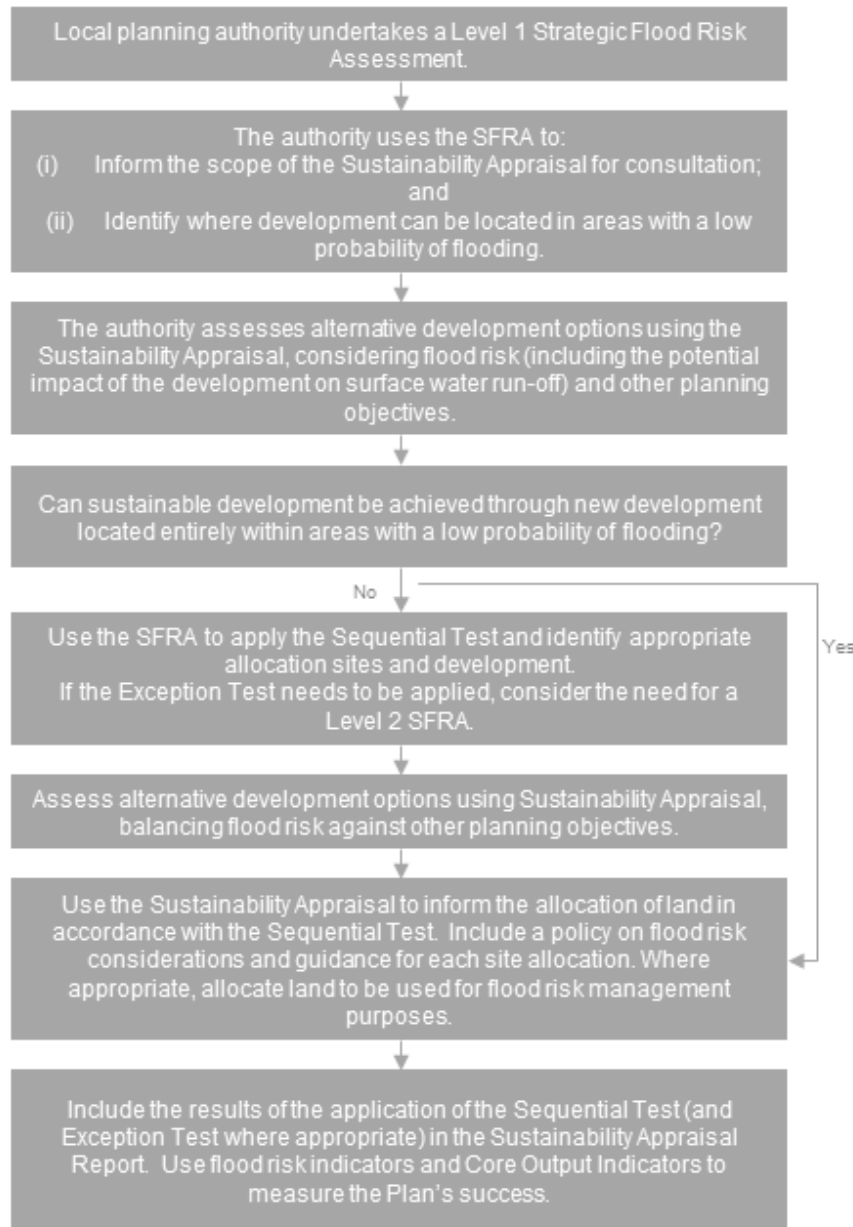 Local planning authority undertakes a Level 1 Strategic Flood Risk
Assessment.
The authority uses the SFRA to:
(i) Inform the scope of the Sustainability Appraisal for consultation;
and
(ii) Identify where development can be located in areas with a low
probability of flooding.
The authority assesses alternative development options using the
Sustainability Appraisal, considering flood risk (including the potential
impact of the development on surface water run-off) and other planning
objectives.
Can sustainable development be achieved through new development
located entirely within areas with a low probability of flooding?
No
Yes
Use the SFRA to apply the Sequential Test and identify appropriate
allocation sites and development.
If the Exception Test needs to be applied, consider the need for a
Level 2 SFRA.
Assess alternative development options using Sustainability Appraisal,
balancing flood risk against other planning objectives.
Use the Sustainability Appraisal to inform the allocation of land in
accordance with the Sequential Test. Include a policy on flood risk
considerations and guidance for each site allocation. Where
appropriate, allocate land to be used for flood risk management
purposes.
Include the results of the application of the Sequential Test (and
Exception Test where appropriate) in the Sustainability Appraisal
Report. Use flood risk indicators and Core Output Indicators to
measure the Plan's success.